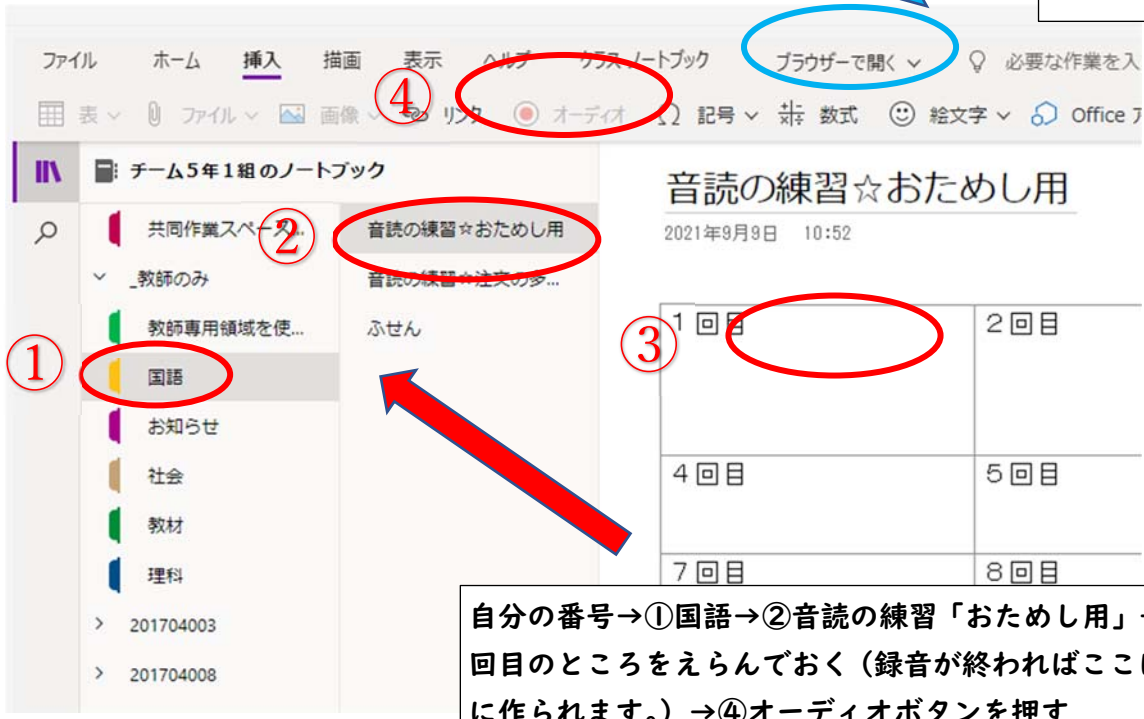 ファイル ホーム 挿入 描画 表示 ヘルプ クラス ノートブック ブラウザーで開く 必要な作業を入
④
表 ファイル 画像 リンク オーディオ Ω 記号 数式 絵文字 Office ア
チーム５年１組 のノートブック
共同作業スペース...
_教師のみ
教師専用領域を使...
①
国語
お知らせ
社会
教材
理科
201704003
201704008
②
音読の練習☆おためし用
音読の練習☆注文の多...
ふせん
音読の練習☆おためし用
2021年9月9日 10:52
③
１回目 ２回目
４回目 ５回目
７回目 ８回目
自分の番号→①国語→②音読の練習「おためし用」
回目のところをえらんでおく（録音が終わればここ
に作られます。）→④オーディオボタンを押す